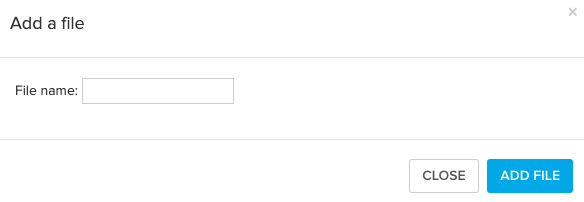 Add a file
×
File name:
CLOSE
ADD FILE